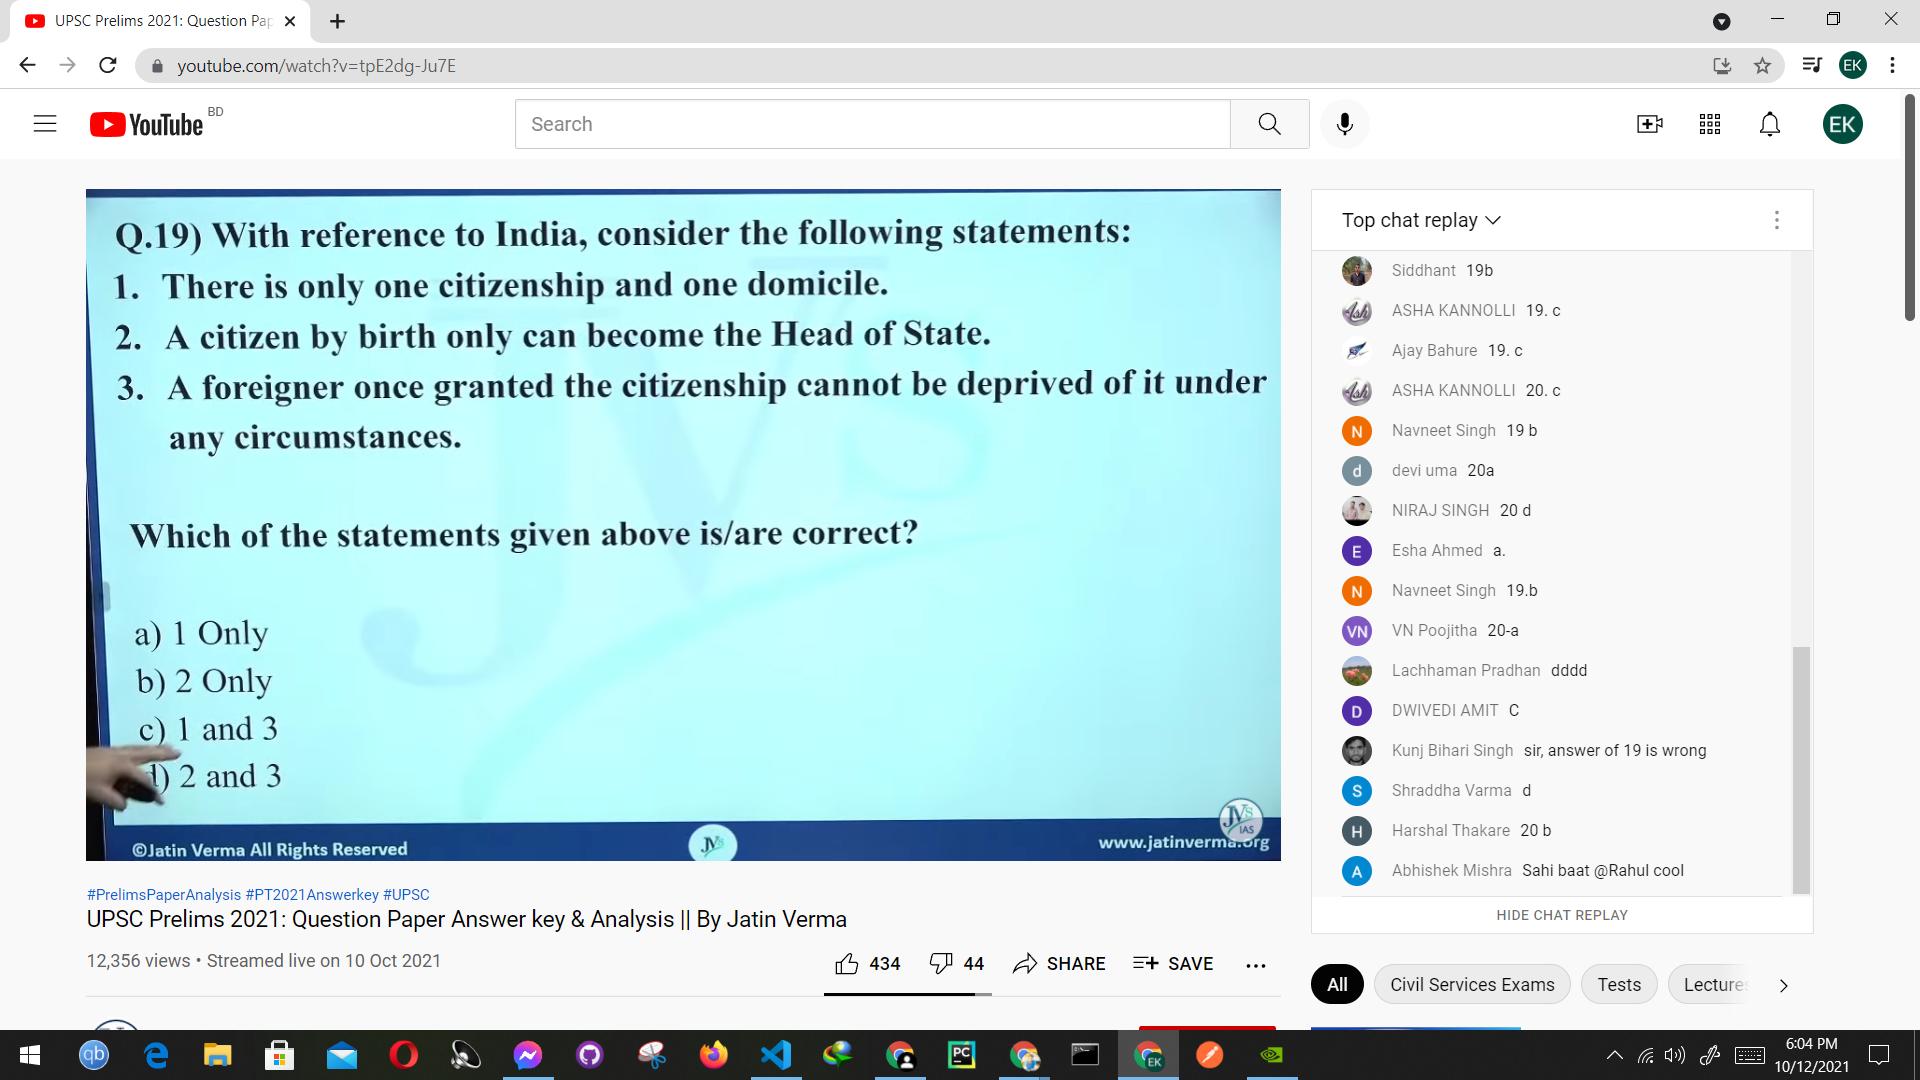 UPSC Prelims 2021: Question Pap
youtube.com/watch?v=tpE2dg-Ju7E
EK
YouTube BD
Search
EK
Q.19) With reference to India, consider the following statements:
1. There is only one citizenship and one domicile.
2. A citizen by birth only can become the Head of State.
3. A foreigner once granted the citizenship cannot be deprived of it under
any circumstances.
Which of the statements given above is/are correct?
a) 1 Only
b) 2 Only
c) 1 and 3
d) 2 and 3
©Jatin Verma All Rights Reserved
JVs
www.jatinverma.org
JVs IAS
#PrelimsPaperAnalysis #PT2021Answerkey #UPSC
UPSC Prelims 2021: Question Paper Answer key & Analysis || By Jatin Verma
12,356 views • Streamed live on 10 Oct 2021
434 44 SHARE SAVE
Top chat replay
Siddhant 19b
ASHA KANNOLLI 19. c
Ajay Bahure 19. c
ASHA KANNOLLI 20. c
N Navneet Singh 19 b
d devi uma 20a
NIRAJ SINGH 20 d
E Esha Ahmed a.
N Navneet Singh 19.b
VN VN Poojitha 20-a
Lachhaman Pradhan dddd
D DWIVEDI AMIT C
Kunj Bihari Singh sir, answer of 19 is wrong
S Shraddha Varma d
H Harshal Thakare 20 b
A Abhishek Mishra Sahi baat @Rahul cool
HIDE CHAT REPLAY
All Civil Services Exams Tests Lectures
qb
PC
EK
6:04 PM
10/12/2021